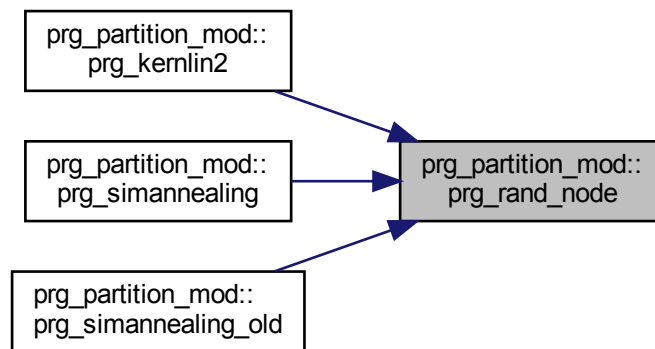 prg_partition_mod::
prg_kernlin2
prg_partition_mod::
prg_simannealing
prg_partition_mod::
prg_rand_node
prg_partition_mod::
prg_simannealing_old